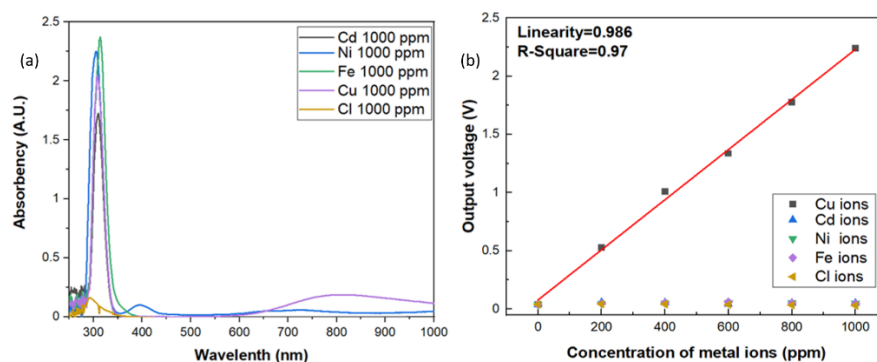 (a)
Absorbency (A.U.)
2.5
2
1.5
1
0.5
0
300 400 500 600 700 800 900 1000
Wavelenth (nm)
Cd 1000 ppm
Ni 1000 ppm
Fe 1000 ppm
Cu 1000 ppm
Cl 1000 ppm
(b)
Output voltage (V)
2.5
2
1.5
1
0.5
0
Linearity=0.986
R-Square=0.97
Cu ions
Cd ions
Ni ions
Fe ions
Cl ions
0 200 400 600 800 1000
Concentration of metal ions (ppm)